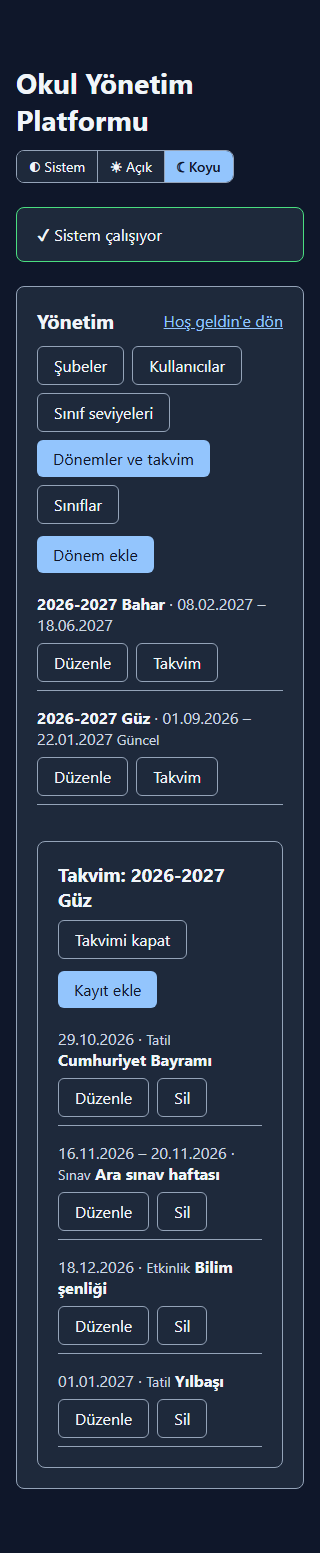 Okul Yönetim
Platformu
◐ Sistem ☀ Açık ☾ Koyu
✓ Sistem çalışıyor
Yönetim Hoş geldin'e dön
Şubeler Kullanıcılar
Sınıf seviyeleri
Dönemler ve takvim
Sınıflar
Dönem ekle
2026-2027 Bahar · 08.02.2027 –
18.06.2027
Düzenle Takvim
2026-2027 Güz · 01.09.2026 –
22.01.2027 Güncel
Düzenle Takvim
Takvim: 2026-2027
Güz
Takvimi kapat
Kayıt ekle
29.10.2026 · Tatil
Cumhuriyet Bayramı
Düzenle Sil
16.11.2026 – 20.11.2026 ·
Sınav Ara sınav haftası
Düzenle Sil
18.12.2026 · Etkinlik Bilim
şenliği
Düzenle Sil
01.01.2027 · Tatil Yılbaşı
Düzenle Sil